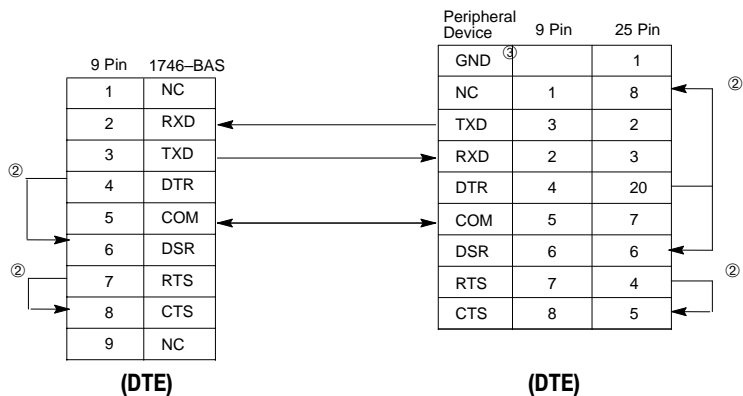 Peripheral
Device 9 Pin 25 Pin
GND ③ 1
NC 1 8 ②
TXD 3 2
RXD 2 3
DTR 4 20
COM 5 7
DSR 6 6
RTS 7 4 ②
CTS 8 5
(DTE)
9 Pin 1746–BAS
1 NC
2 RXD
3 TXD
② 4 DTR
5 COM
6 DSR
② 7 RTS
8 CTS
9 NC
(DTE)